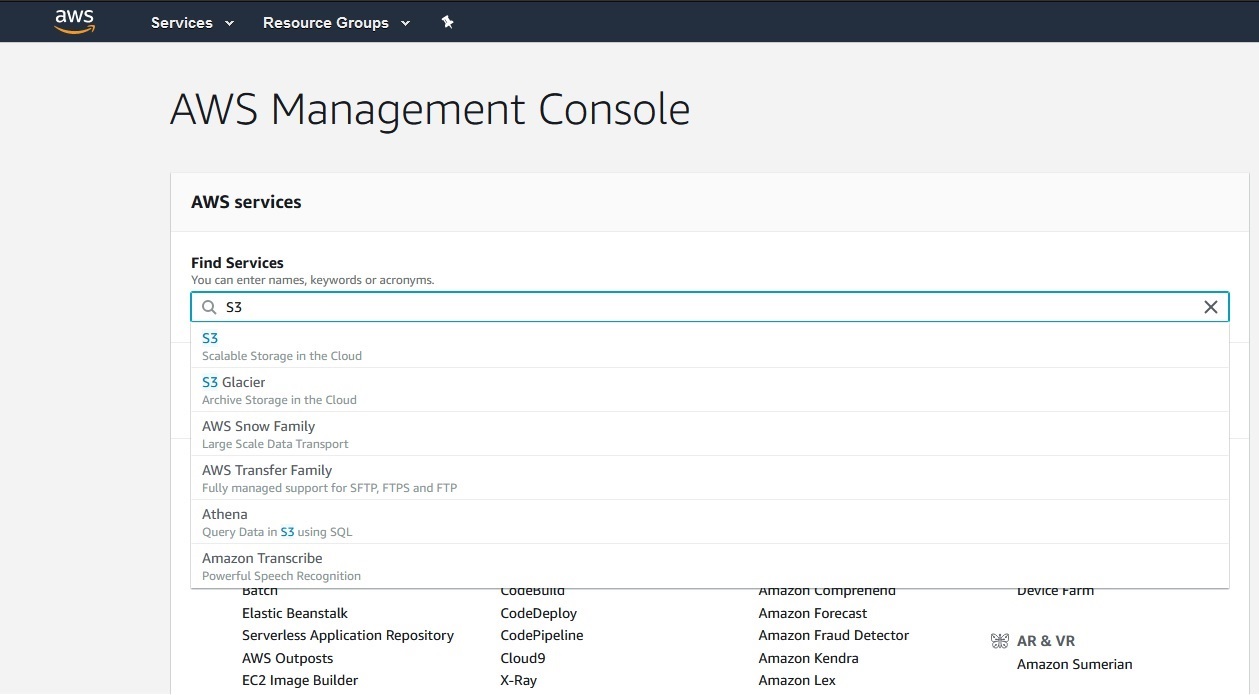 aws Services Resource Groups
AWS Management Console
AWS services
Find Services
You can enter names, keywords or acronyms.
S3
S3
Scalable Storage in the Cloud
S3 Glacier
Archive Storage in the Cloud
AWS Snow Family
Large Scale Data Transport
AWS Transfer Family
Fully managed support for SFTP, FTPS and FTP
Athena
Query Data in S3 using SQL
Amazon Transcribe
Powerful Speech Recognition
Batch CodeBuild Amazon Comprehend Device Farm
Elastic Beanstalk CodeDeploy Amazon Forecast
Serverless Application Repository CodePipeline Amazon Fraud Detector AR & VR
AWS Outposts Cloud9 Amazon Kendra Amazon Sumerian
EC2 Image Builder X-Ray Amazon Lex